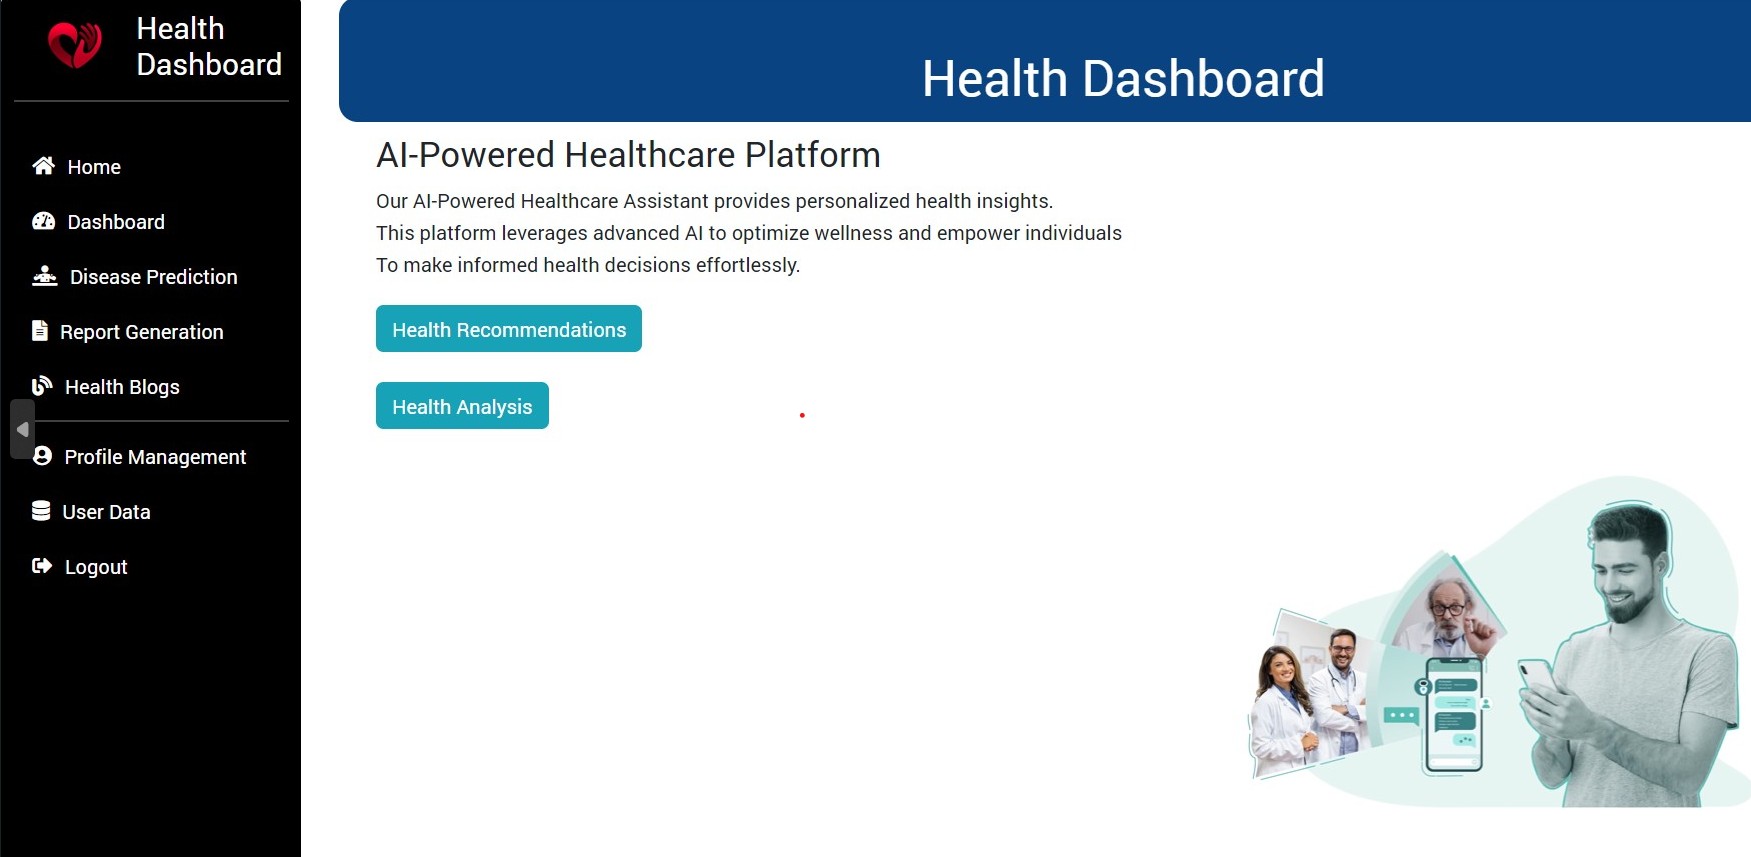 Health
Dashboard
Home
Dashboard
Disease Prediction
Report Generation
Health Blogs
Profile Management
User Data
Logout
Health Dashboard
AI-Powered Healthcare Platform
Our AI-Powered Healthcare Assistant provides personalized health insights.
This platform leverages advanced AI to optimize wellness and empower individuals
To make informed health decisions effortlessly.
Health Recommendations
Health Analysis